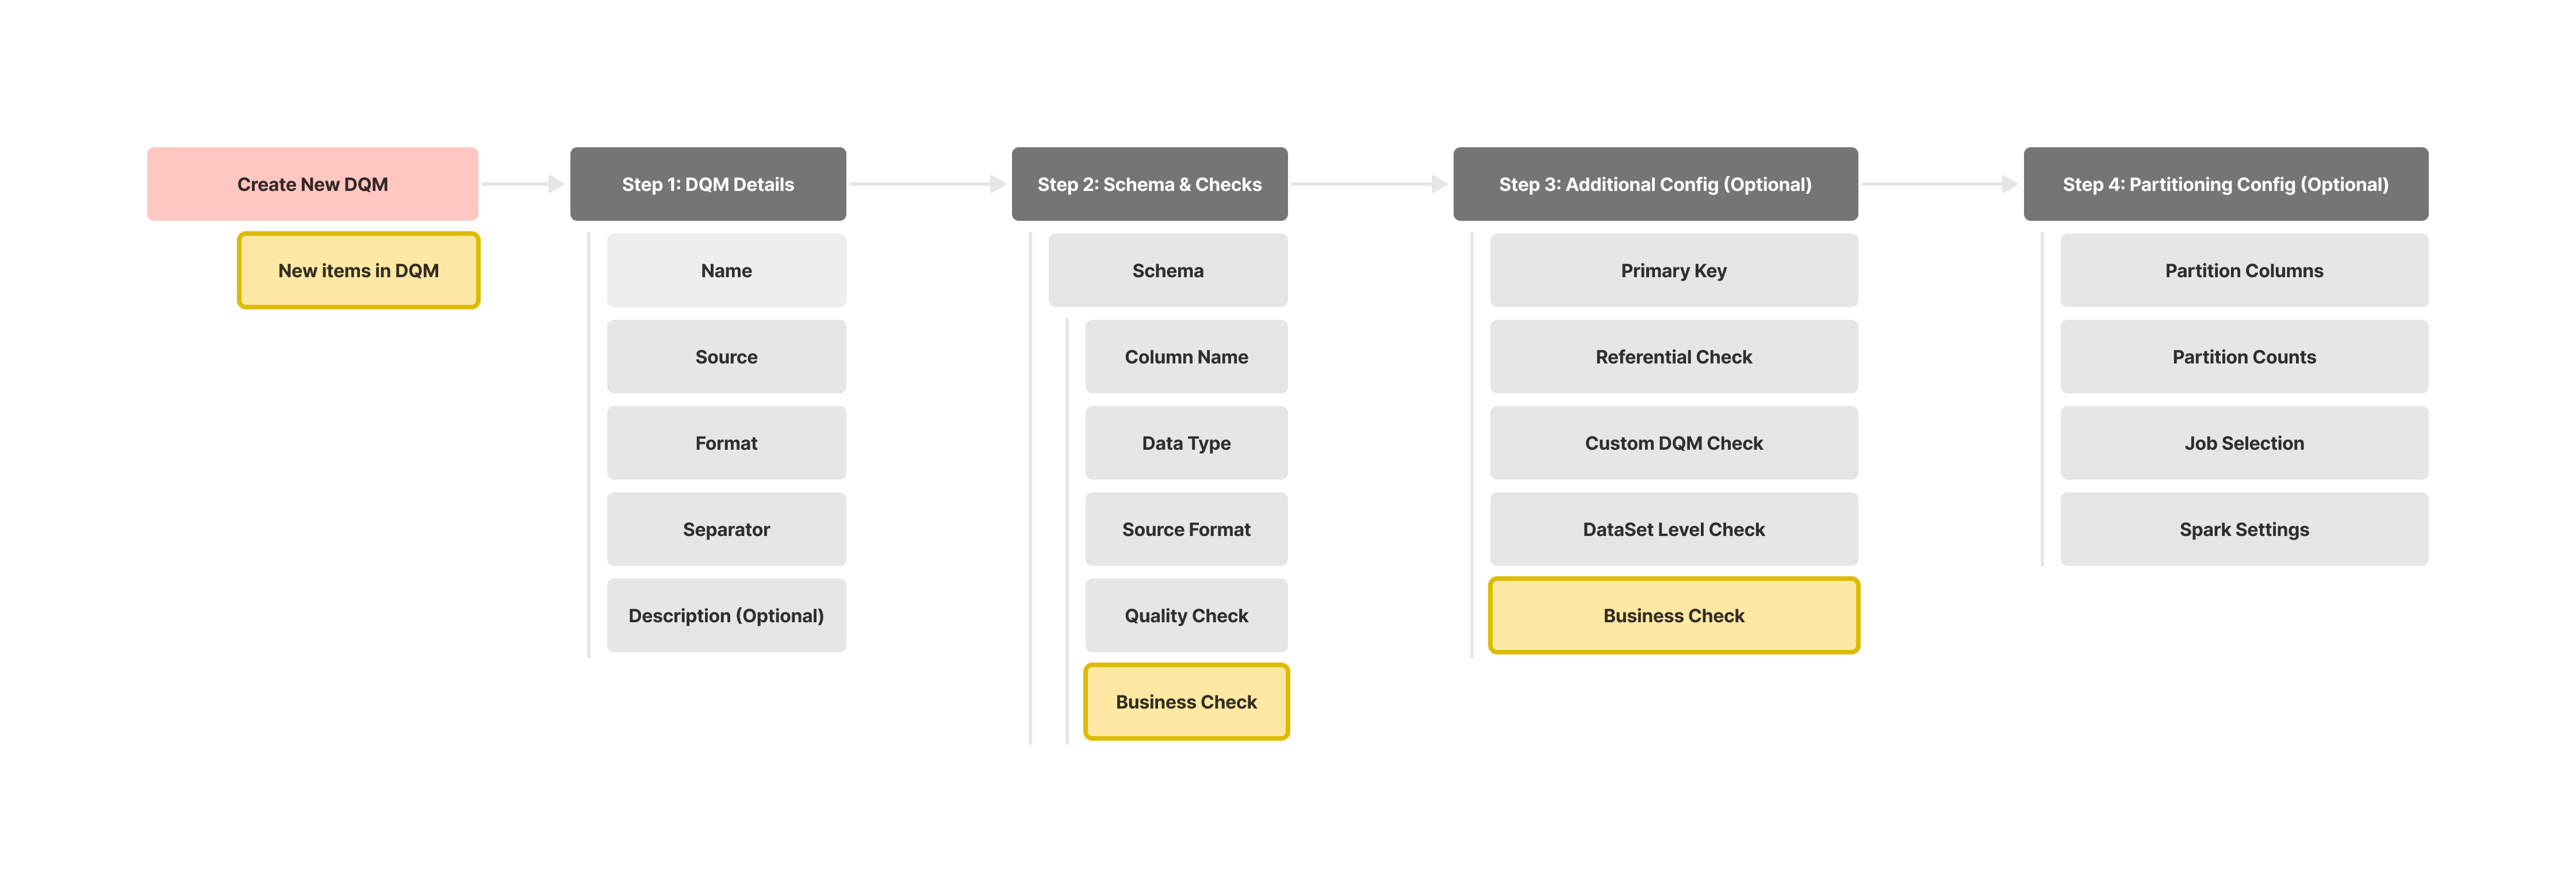 Create New DQM
New items in DQM
Step 1: DQM Details
Name
Source
Format
Separator
Description (Optional)
Step 2: Schema & Checks
Schema
Column Name
Data Type
Source Format
Quality Check
Business Check
Step 3: Additional Config (Optional)
Primary Key
Referential Check
Custom DQM Check
DataSet Level Check
Business Check
Step 4: Partitioning Config (Optional)
Partition Columns
Partition Counts
Job Selection
Spark Settings